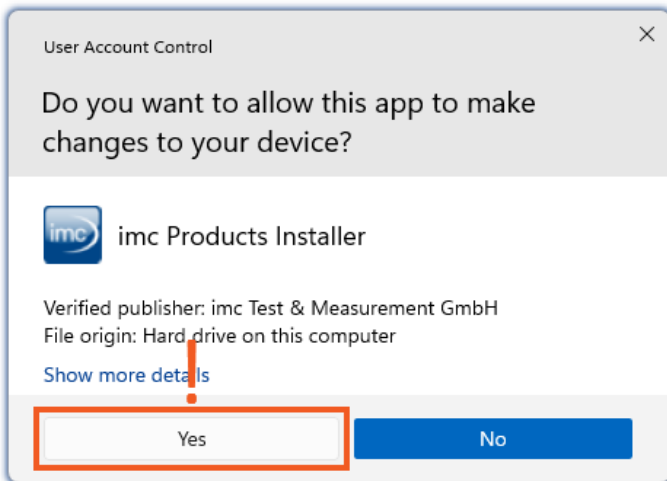 User Account Control
Do you want to allow this app to make
changes to your device?
imc
imc Products Installer
Verified publisher: imc Test & Measurement GmbH
File origin: Hard drive on this computer
Show more details
!
Yes
No